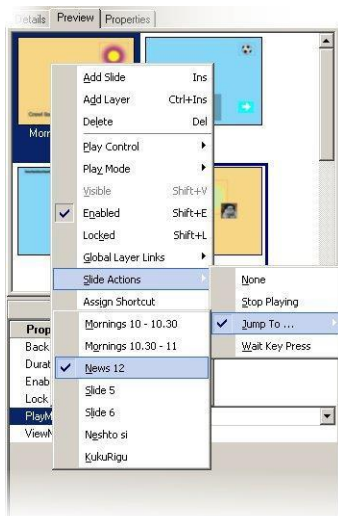 Details Preview Properties
Morn
Add Slide Ins
Add Layer Ctrl+Ins
Delete Del
Play Control
Play Mode
Visible Shift+V
Enabled Shift+E
Locked Shift+L
Global Layer Links
Slide Actions
Assign Shortcut
None
Stop Playing
Jump To ...
Wait Key Press
Mornings 10 - 10.30
Mornings 10.30 - 11
News 12
Slide 5
Slide 6
Neshto si
KukuRigu
Prop
Back
Durat
Enab
Lock
PlayM
ViewM